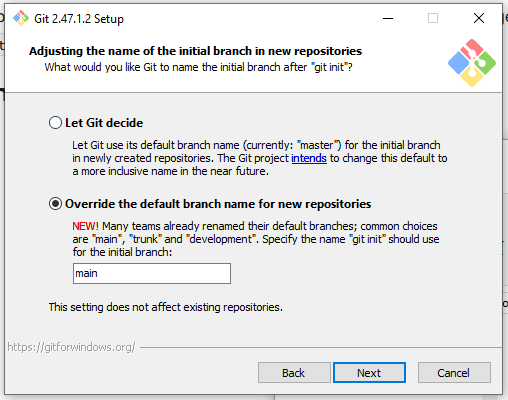 Git 2.47.1.2 Setup
Adjusting the name of the initial branch in new repositories
What would you like Git to name the initial branch after "git init"?
Let Git decide
Let Git use its default branch name (currently: "master") for the initial branch
in newly created repositories. The Git project intends to change this default to
a more inclusive name in the near future.
Override the default branch name for new repositories
NEW! Many teams already renamed their default branches; common choices
are "main", "trunk" and "development". Specify the name "git init" should use
for the initial branch:
main
This setting does not affect existing repositories.
https://gitforwindows.org/
Back
Next
Cancel